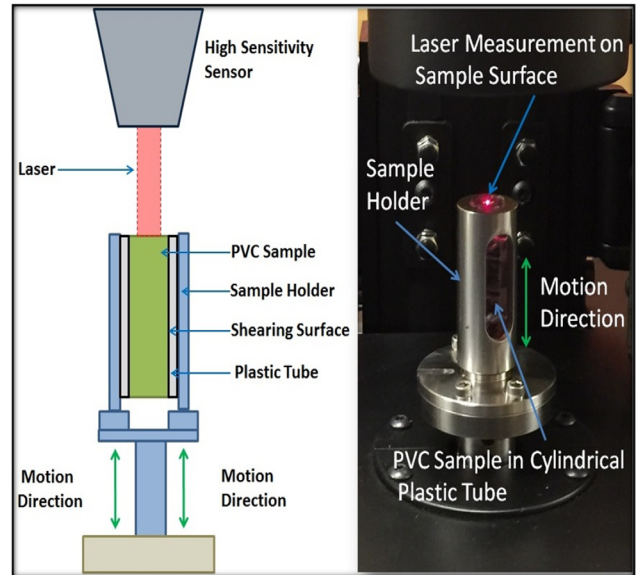 High Sensitivity
Sensor
Laser
PVC Sample
Sample Holder
Shearing Surface
Plastic Tube
Motion
Direction
Motion
Direction
Laser Measurement on
Sample Surface
Sample
Holder
Motion
Direction
PVC Sample in Cylindrical
Plastic Tube